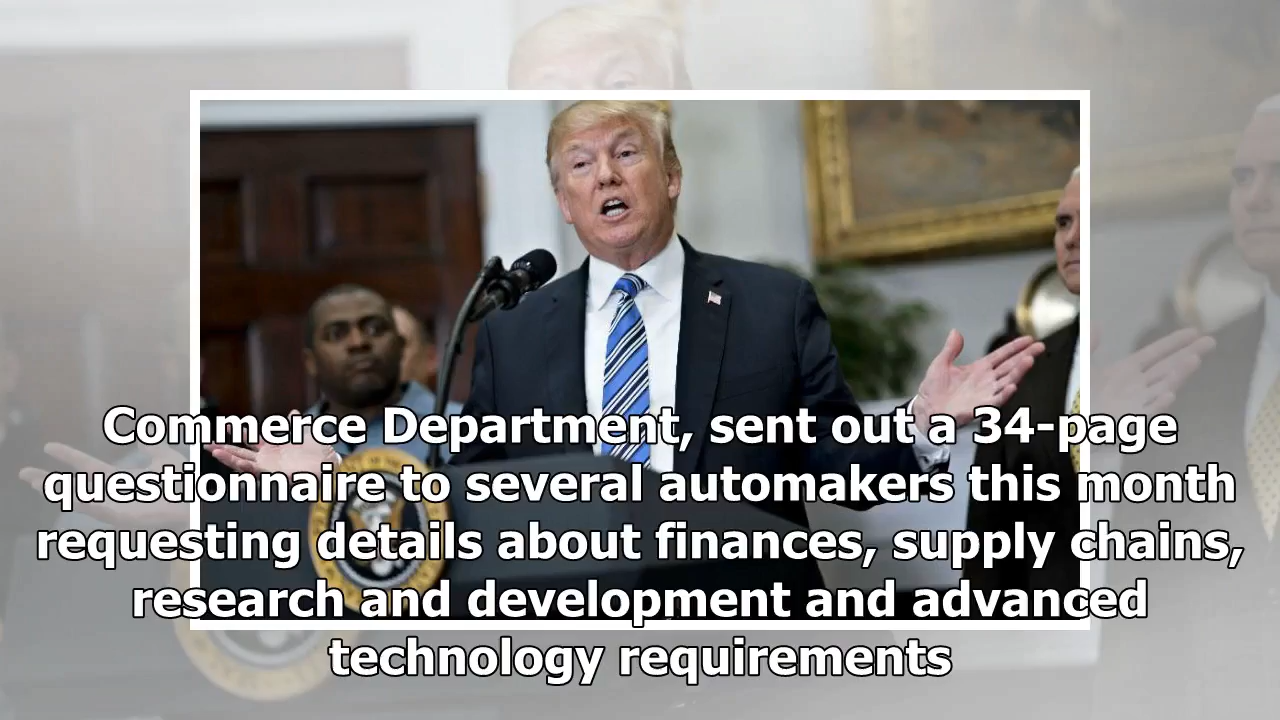 Commerce Department, sent out a 34-page
questionnaire to several automakers this month
requesting details about finances, supply chains,
research and development and advanced
technology requirements